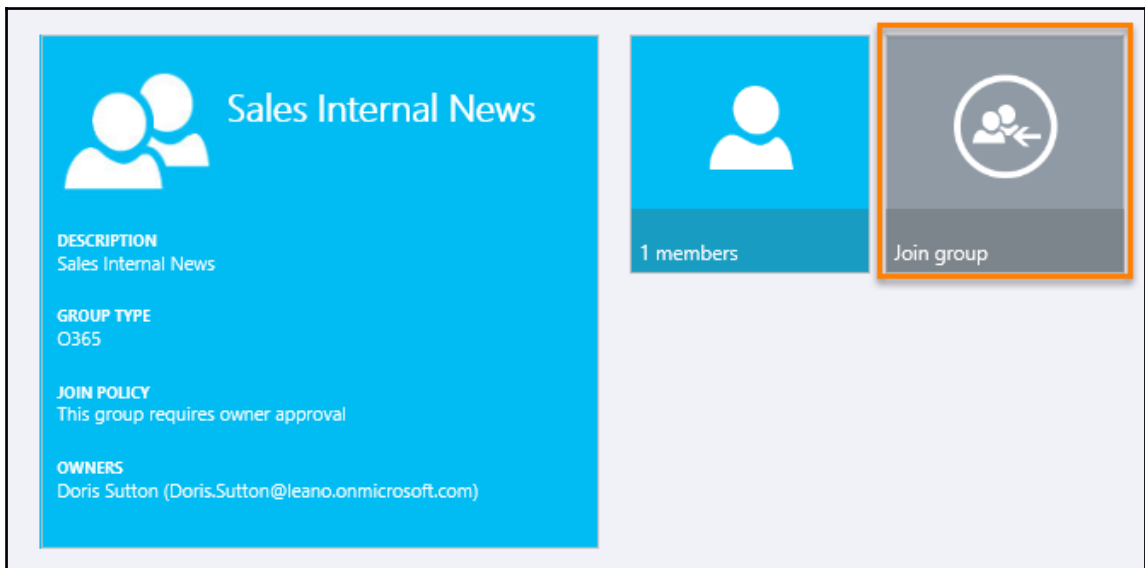 Sales Internal News
DESCRIPTION
Sales Internal News
GROUP TYPE
O365
JOIN POLICY
This group requires owner approval
OWNERS
Doris Sutton (Doris.Sutton@leano.onmicrosoft.com)
1 members
Join group